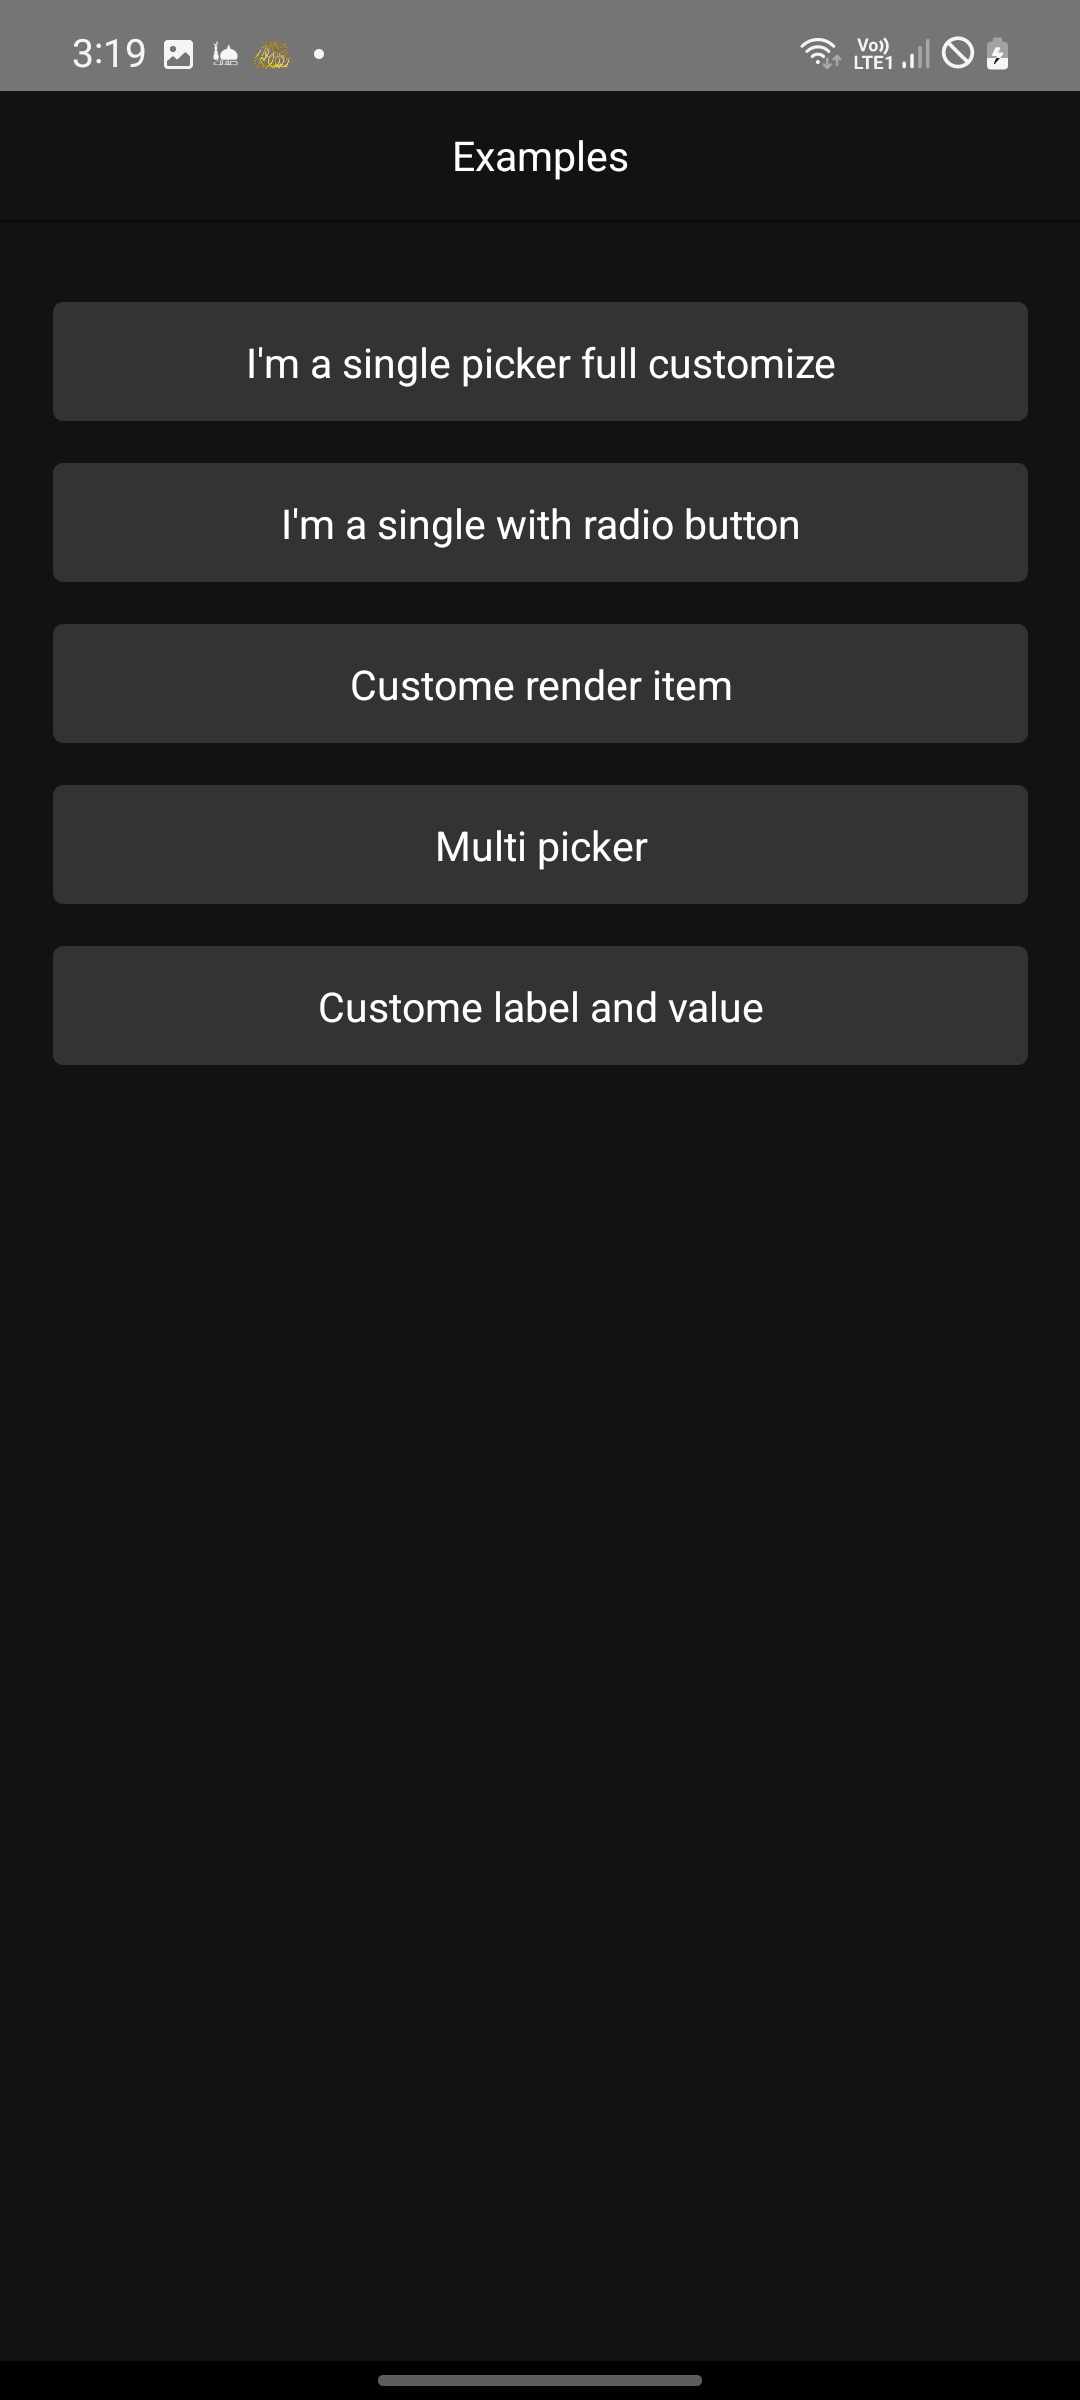 3:19
Vo))
LTE1
Examples
I'm a single picker full customize
I'm a single with radio button
Custome render item
Multi picker
Custome label and value